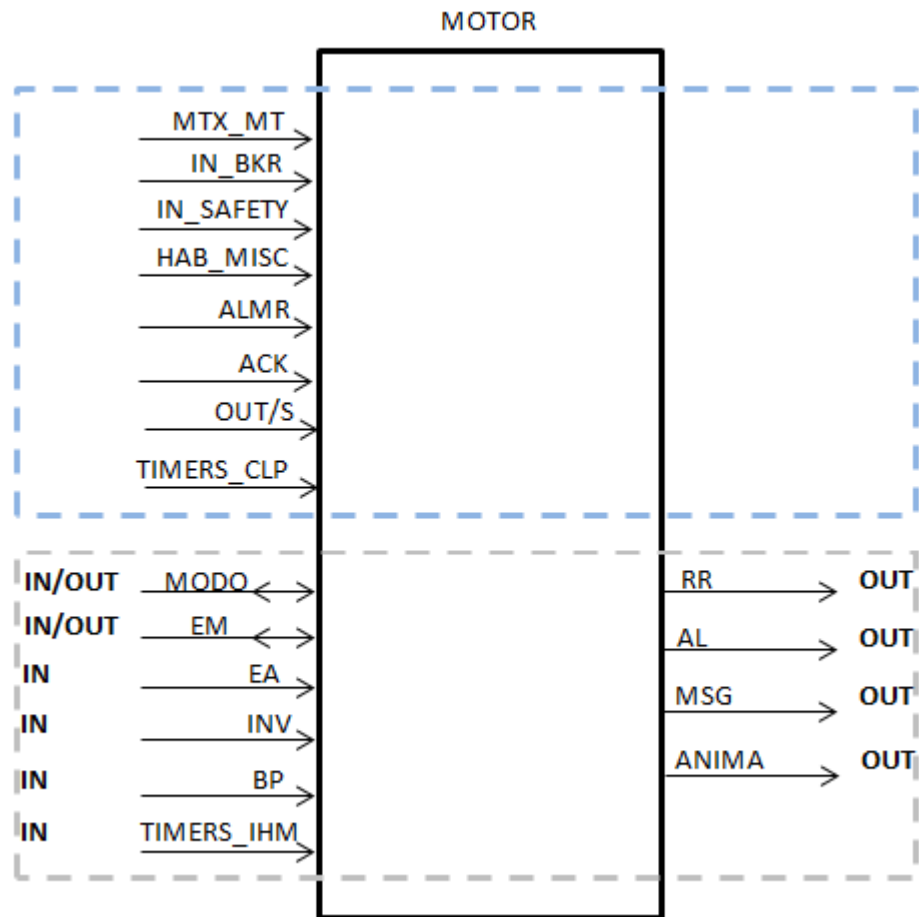 MOTOR
MTX_MT
IN_BKR
IN_SAFETY
HAB_MISC
ALMR
ACK
OUT/S
TIMERS_CLP
IN/OUT MODO RR OUT
IN/OUT EM AL OUT
IN EA MSG OUT
IN INV ANIMA OUT
IN BP
IN TIMERS_IHM